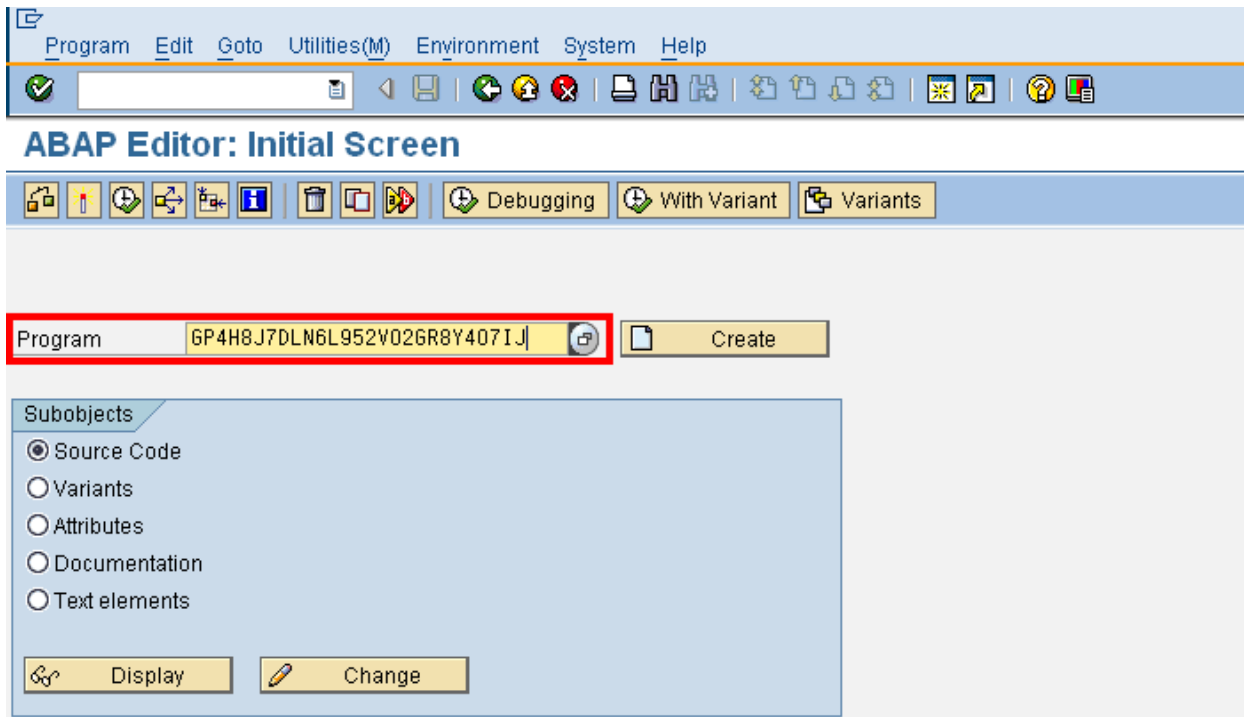 Program Edit Goto Utilities(M) Environment System Help
ABAP Editor: Initial Screen
Debugging With Variant Variants
Program GP4H8J7DLN6L952VO2GR8Y4O7IJ Create
Subobjects
Source Code
Variants
Attributes
Documentation
Text elements
Display Change